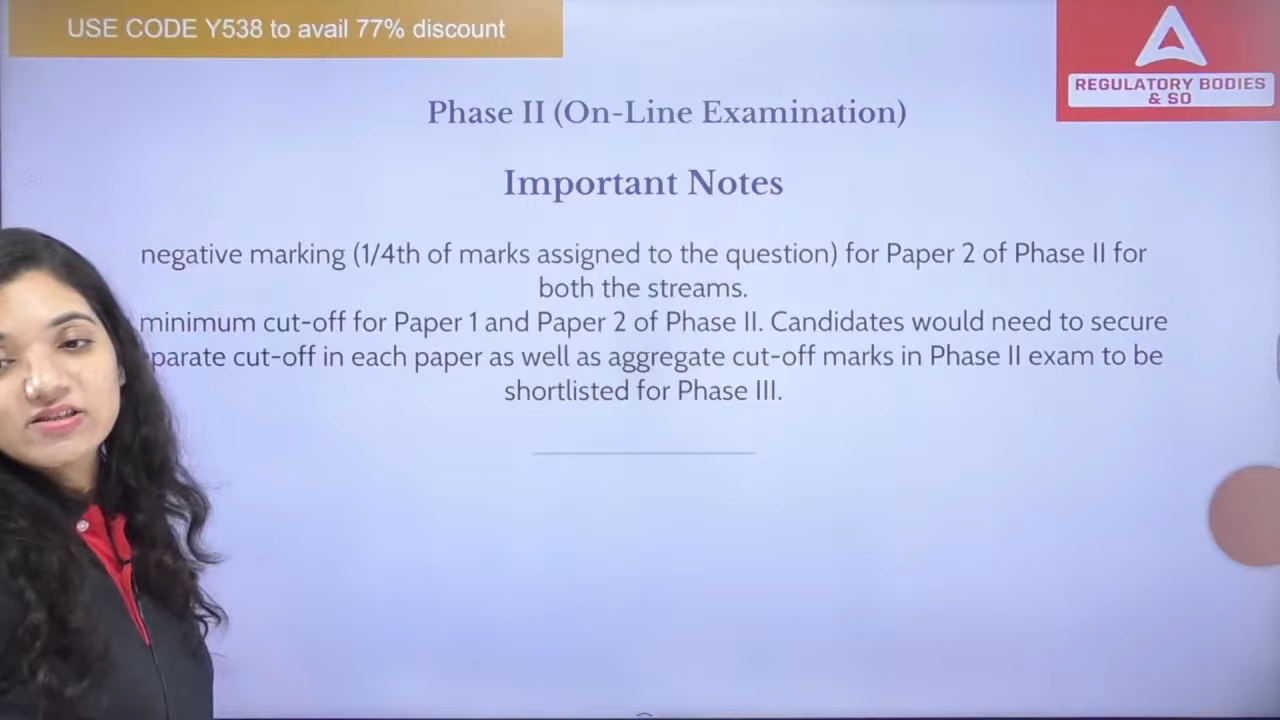 USE CODE Y538 to avail 77% discount
REGULATORY BODIES
& SO
Phase II (On-Line Examination)
Important Notes
negative marking (1/4th of marks assigned to the question) for Paper 2 of Phase II for
both the streams.
minimum cut-off for Paper 1 and Paper 2 of Phase II. Candidates would need to secure
cut-off in each paper as well as aggregate cut-off marks in Phase II exam to be
shortlisted for Phase III.